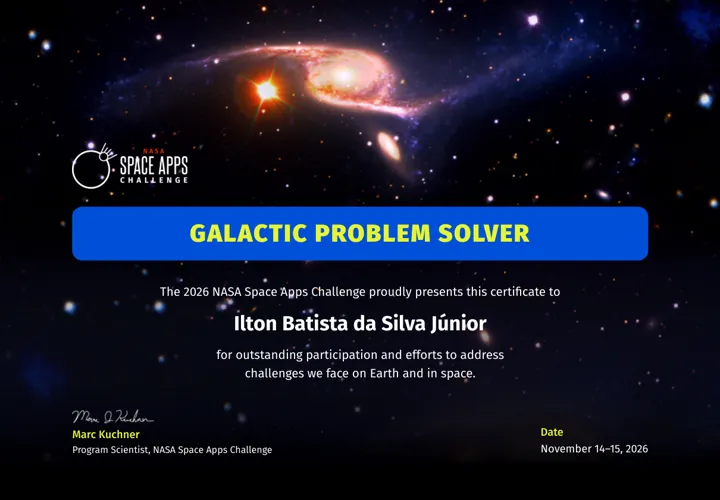 NASA
SPACE APPS
CHALLENGE
GALACTIC PROBLEM SOLVER
The 2026 NASA Space Apps Challenge proudly presents this certificate to
Ilton Batista da Silva Júnior
for outstanding participation and efforts to address
challenges we face on Earth and in space.
Marc J. Kuchner
Marc Kuchner
Program Scientist, NASA Space Apps Challenge
Date
November 14–15, 2026